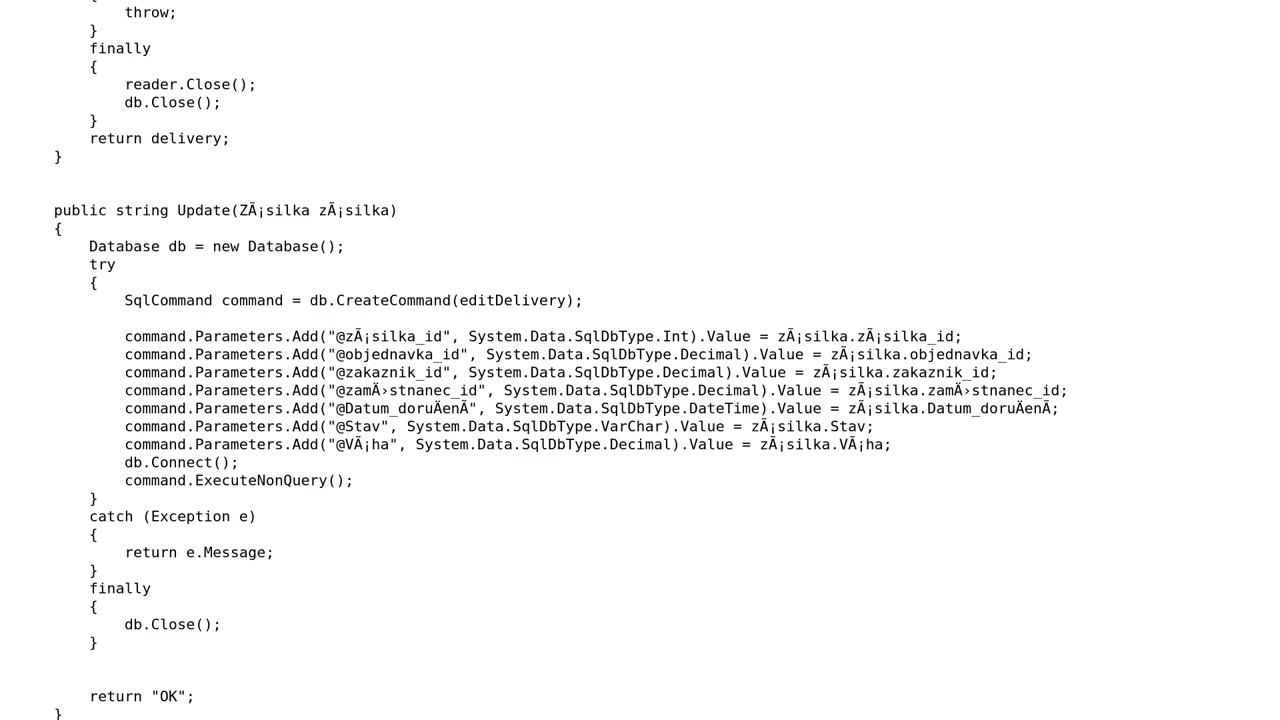 {
throw;
}
finally
{
reader.Close();
db.Close();
}
return delivery;
}
public string Update(ZÃ¡silka zÃ¡silka)
{
Database db = new Database();
try
{
SqlCommand command = db.CreateCommand(editDelivery);
command.Parameters.Add("@zÃ¡silka_id", System.Data.SqlDbType.Int).Value = zÃ¡silka.zÃ¡silka_id;
command.Parameters.Add("@objednavka_id", System.Data.SqlDbType.Decimal).Value = zÃ¡silka.objednavka_id;
command.Parameters.Add("@zakaznik_id", System.Data.SqlDbType.Decimal).Value = zÃ¡silka.zakaznik_id;
command.Parameters.Add("@zamÄ›stnanec_id", System.Data.SqlDbType.Decimal).Value = zÃ¡silka.zamÄ›stnanec_id;
command.Parameters.Add("@Datum_doruÄenÃ", System.Data.SqlDbType.DateTime).Value = zÃ¡silka.Datum_doruÄenÃ;
command.Parameters.Add("@Stav", System.Data.SqlDbType.VarChar).Value = zÃ¡silka.Stav;
command.Parameters.Add("@VÃ¡ha", System.Data.SqlDbType.Decimal).Value = zÃ¡silka.VÃ¡ha;
db.Connect();
command.ExecuteNonQuery();
}
catch (Exception e)
{
return e.Message;
}
finally
{
db.Close();
}
return "OK";
}